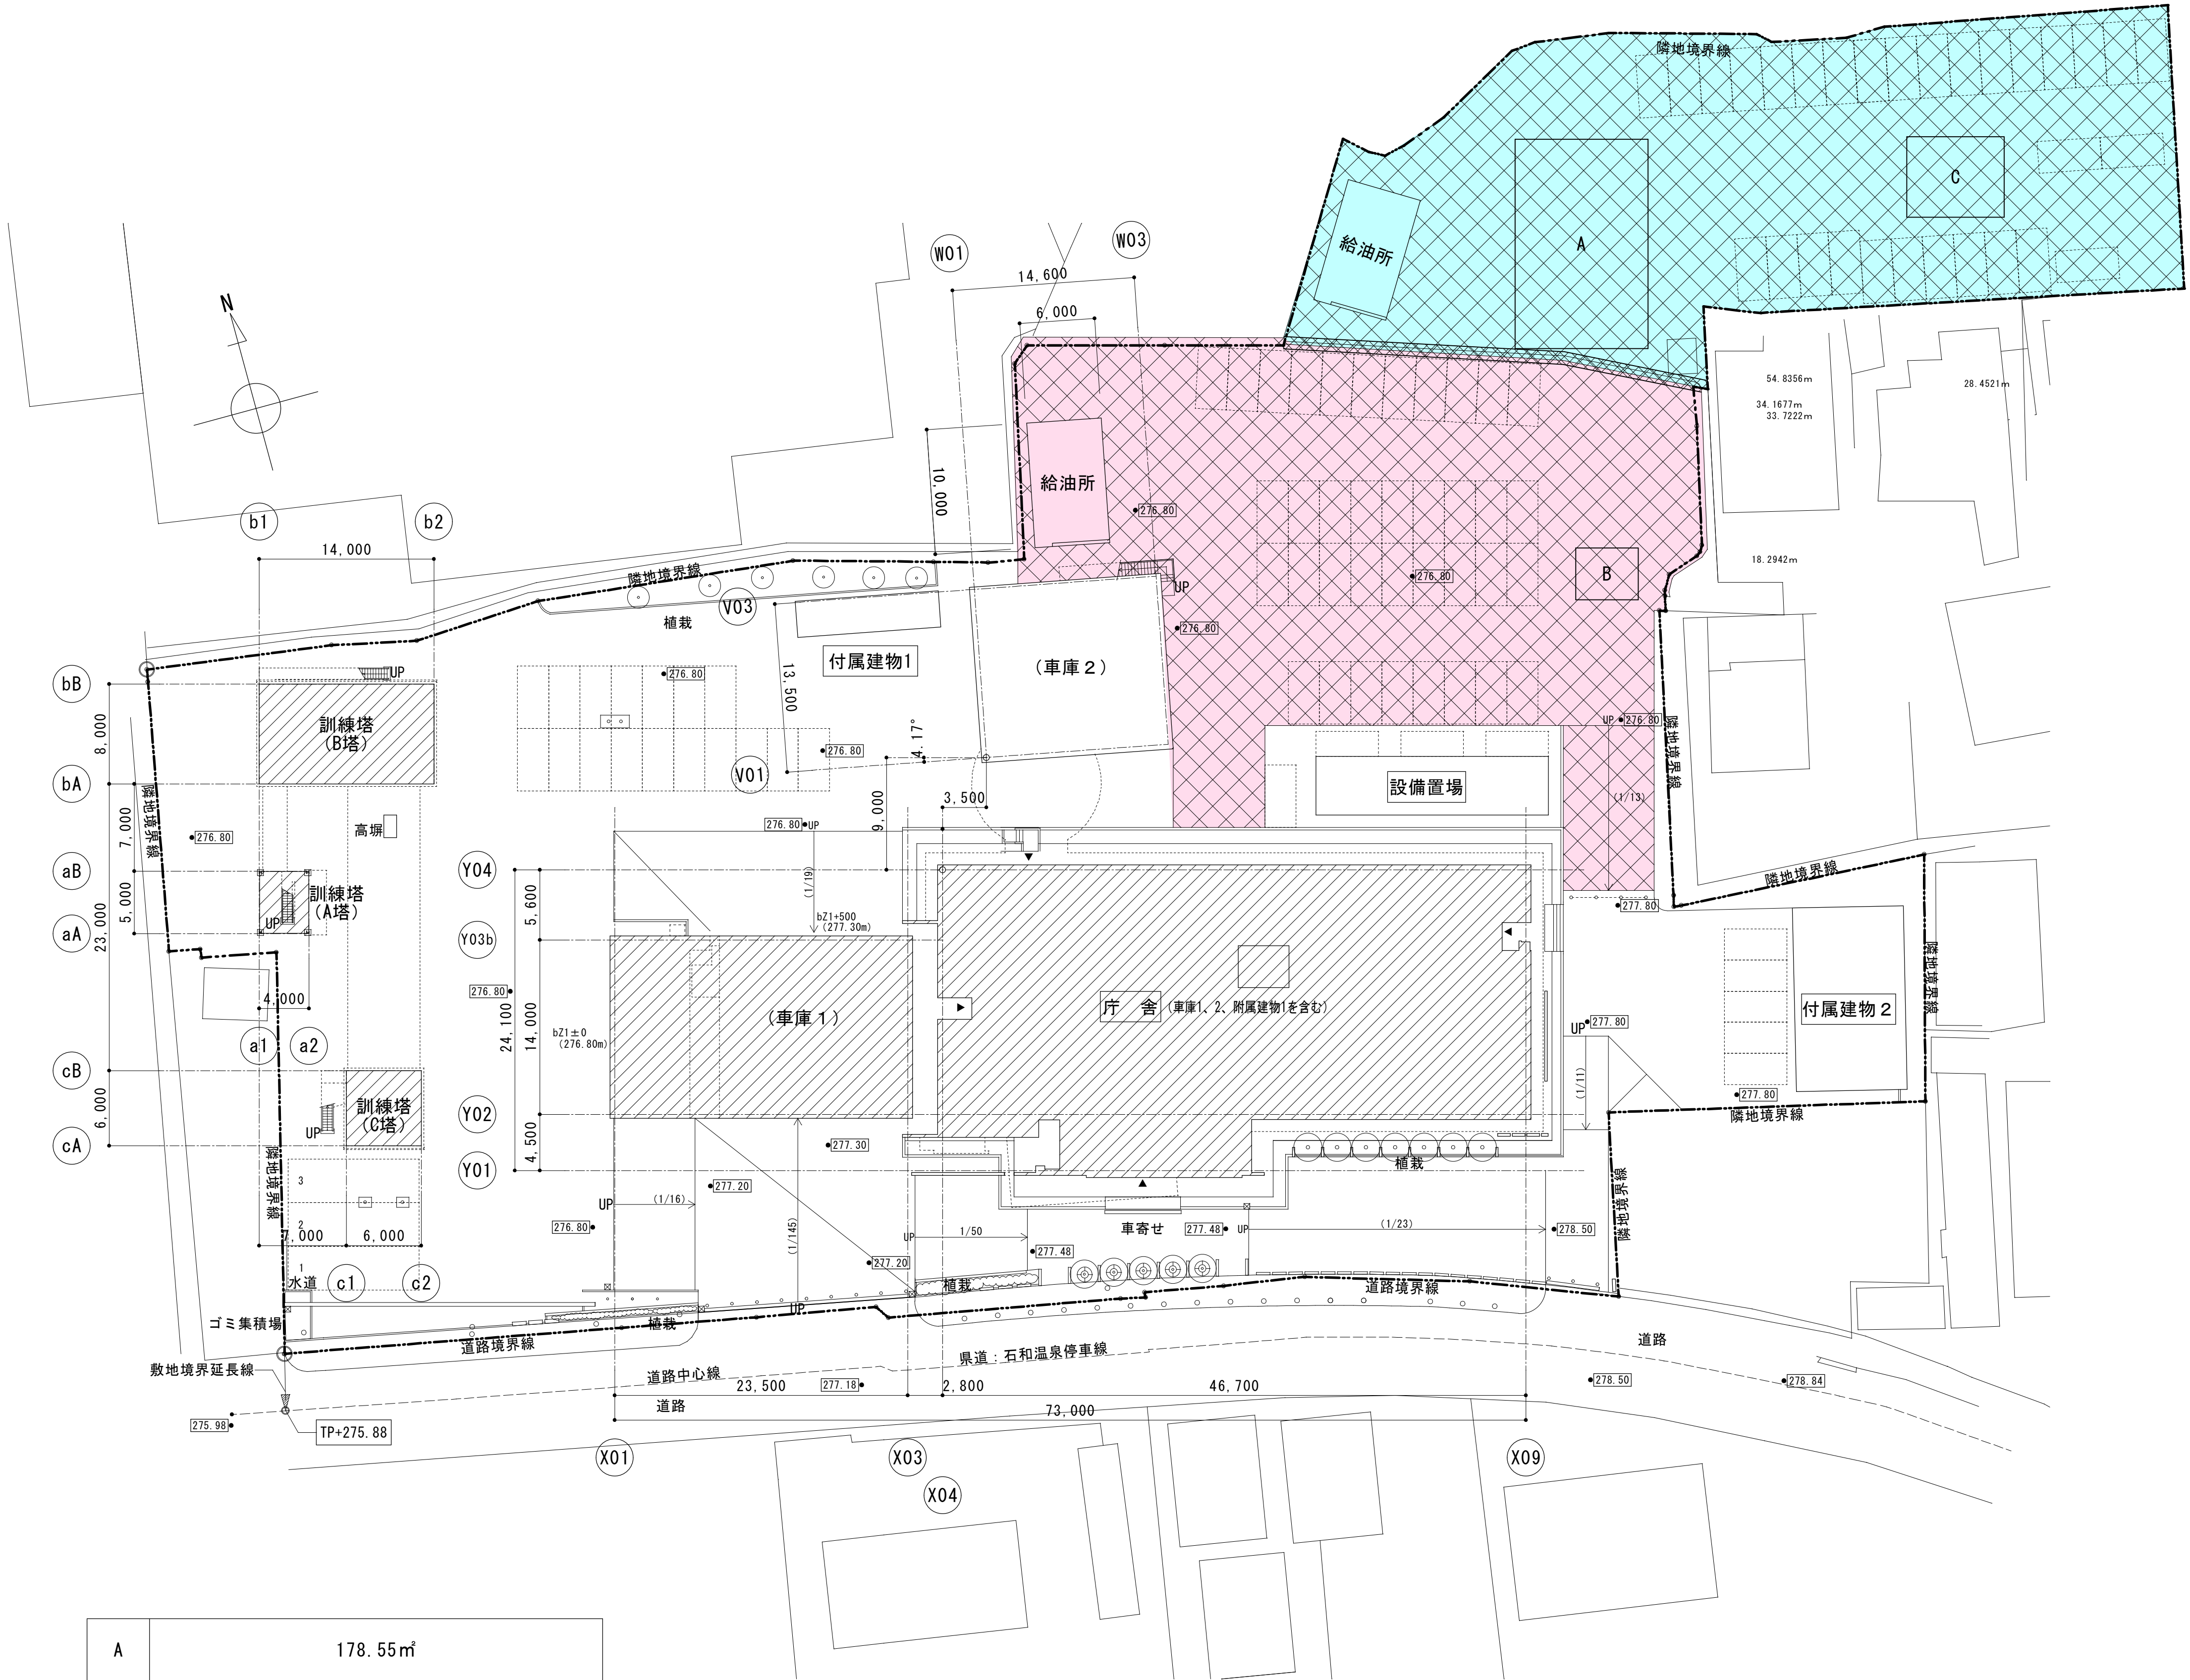 隣地境界線
C
A
給油所
W01
W03
14,600
6,000
N
54.8356m
34.1677m
33.7222m
28.4521m
給油所
10,000
276.80
b1
b2
14,000
18.2942m
隣地境界線
276.80
B
V03
植栽
UP
276.80
付属建物1
(車庫2)
bB
UP
276.80
訓練塔
(B塔)
8,000
13,500
UP
276.80
隣地境界線
276.80
4.17°
bA
V01
設備置場
隣地境界線
7,000
高塀
276.80
9,000
3,500
(1/13)
276.80
UP
Y04
aB
訓練塔
(A塔)
5,000
UP
23,000
aA
(1/19)
5,600
bZ1+500
(277.30m)
Y03b
隣地境界線
277.80
276.80
4,000
24,100
14,000
bZ1±0
(276.80m)
(車庫1)
庁 舎
(車庫1、2、附属建物1を含む)
付属建物2
隣地境界線
a1
a2
UP
277.80
cB
6,000
訓練塔
(C塔)
UP
cA
(1/11)
277.80
隣地境界線
Y02
4,500
277.30
Y01
植栽
隣地境界線
3
2
1
277.20
UP
(1/16)
276.80
(1/145)
隣地境界線
7,000
6,000
車寄せ
277.48
UP
(1/23)
278.50
UP
1/50
277.48
277.20
水道
c1
c2
植栽
道路境界線
UP
ゴミ集積場
植栽
道路境界線
道路
敷地境界延長線
県道:石和温泉停車線
道路中心線
23,500
277.18
2,800
46,700
278.50
278.84
道路
73,000
275.98
TP+275.88
X01
X03
X04
X09
A
178.55㎡